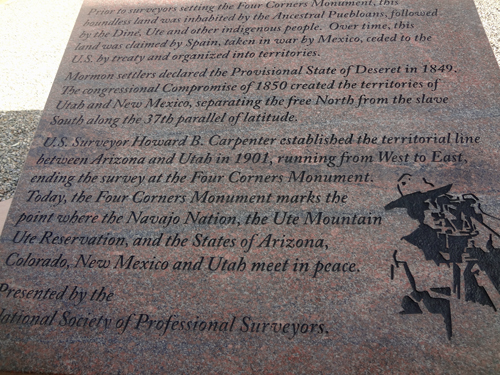 Prior to surveyors setting the Four Corners Monument, this
boundless land was inhabited by the Ancestral Puebloans, followed
by the Diné, Ute and other indigenous people. Over time, this
land was claimed by Spain, taken in war by Mexico, ceded to the
U.S. by treaty and organized into territories.
Mormon settlers declared the Provisional State of Deseret in 1849.
The congressional Compromise of 1850 created the territories of
Utah and New Mexico, separating the free North from the slave
South along the 37th parallel of latitude.
U.S. Surveyor Howard B. Carpenter established the territorial line
between Arizona and Utah in 1901, running from West to East,
ending the survey at the Four Corners Monument.
Today, the Four Corners Monument marks the
point where the Navajo Nation, the Ute Mountain
Ute Reservation, and the States of Arizona,
Colorado, New Mexico and Utah meet in peace.
Presented by the
National Society of Professional Surveyors.